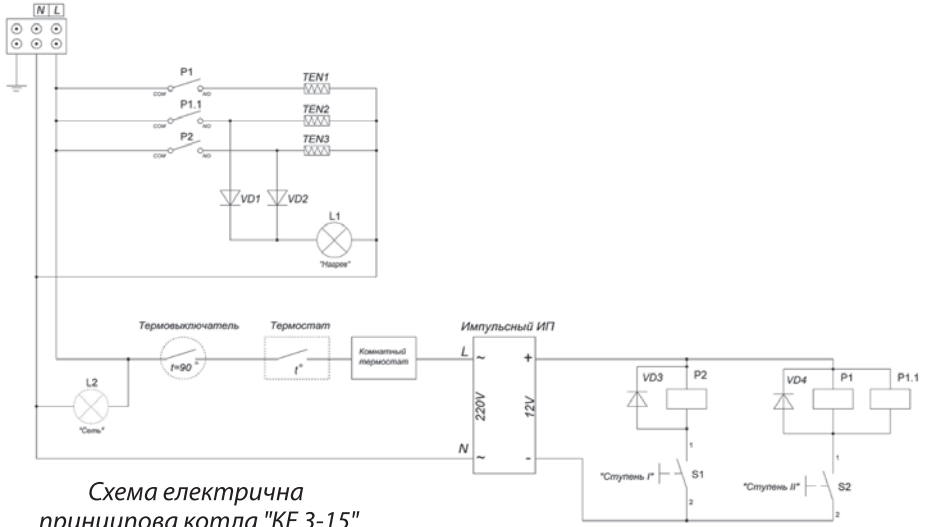 N L
P1
TEN1
COM
NO
P1.1
TEN2
COM
NO
P2
TEN3
COM
NO
VD1
VD2
L1
"Нагрев"
Термовыключатель
Термостат
Импульсный ИП
t=90°
t°
Комнатный
термостат
L
~
+
VD3
P2
VD4
P1
P1.1
L2
"Сеть"
220V
12V
N
~
-
1
"Ступень I"
S1
2
1
"Ступень II"
S2
2
Схема електрична
принципова котла "КЕ 3-15"